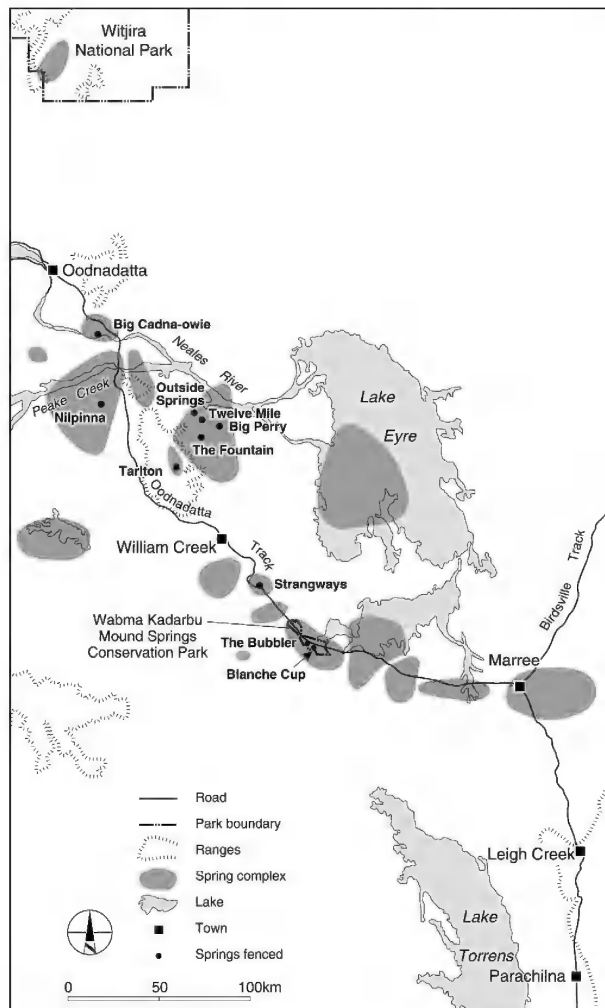 Witjira
National Park
Oodnadatta
Big Cadna-owie
Neales
River
Peake Creek
Outside
Springs
Twelve Mile
Big Perry
Nilpinna
The Fountain
Lake
Eyre
Tarlton
Oodnadatta
Track
William Creek
Strangways
Birdsville Track
Wabma Kadarbu
Mound Springs
Conservation Park
The Bubbler
Blanche Cup
Marree
Road
Park boundary
Ranges
Spring complex
Lake
Town
Springs fenced
N
0 50 100km
Leigh Creek
Lake
Torrens
Parachilna